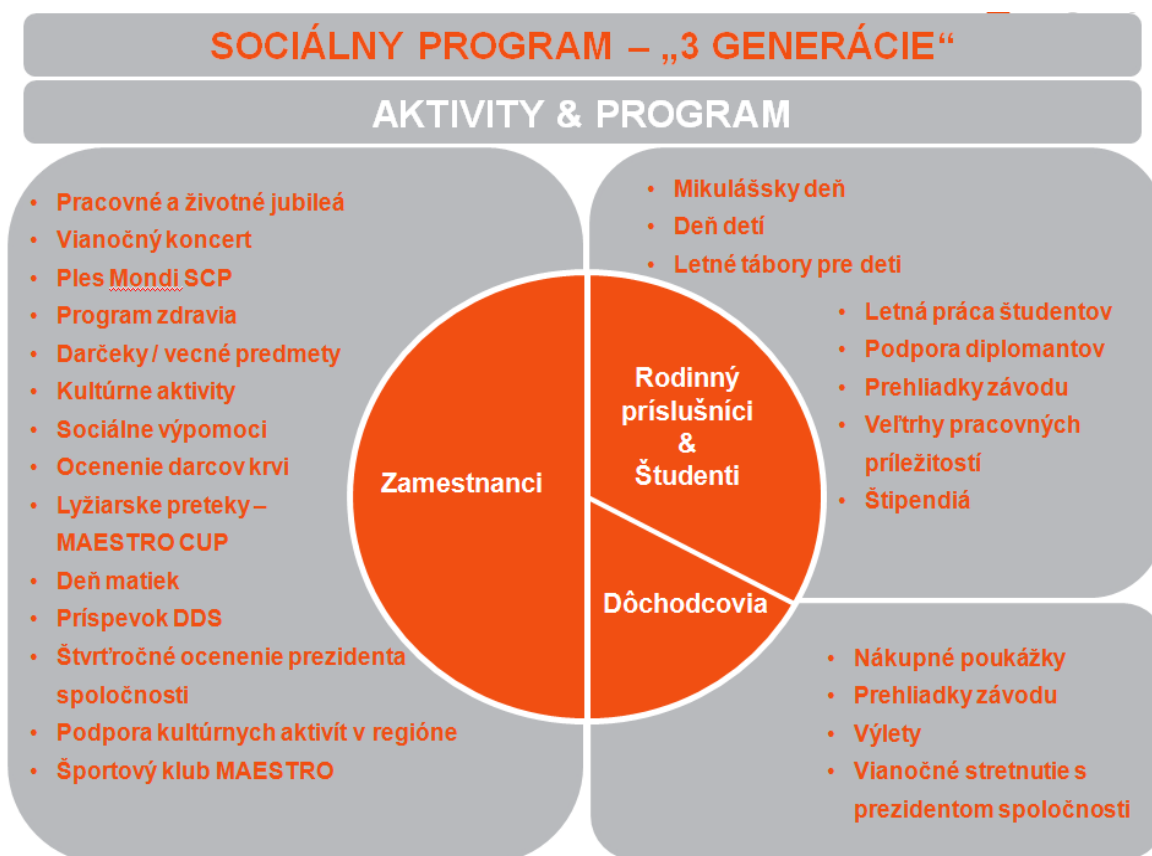 SOCIÁLNY PROGRAM – „3 GENERÁCIE“
AKTIVITY & PROGRAM
• Pracovné a životné jubileá
• Vianočný koncert
• Ples Mondi SCP
• Program zdravia
• Darčeky / vecné predmety
• Kultúrne aktivity
• Sociálne výpomoci
• Ocenenie darcov krvi
• Lyžiarske preteky –
MAESTRO CUP
• Deň matiek
• Príspevok DDS
• Štvrťročné ocenenie prezidenta
spoločnosti
• Podpora kultúrnych aktivít v regióne
• Športový klub MAESTRO
Zamestnanci
• Mikulášsky deň
• Deň detí
• Letné tábory pre deti
• Letná práca študentov
• Podpora diplomantov
• Prehliadky závodu
• Veľtrhy pracovných
príležitostí
• Štipendiá
Rodinný
príslušníci
&
Študenti
Dôchodcovia
• Nákupné poukážky
• Prehliadky závodu
• Výlety
• Vianočné stretnutie s
prezidentom spoločnosti